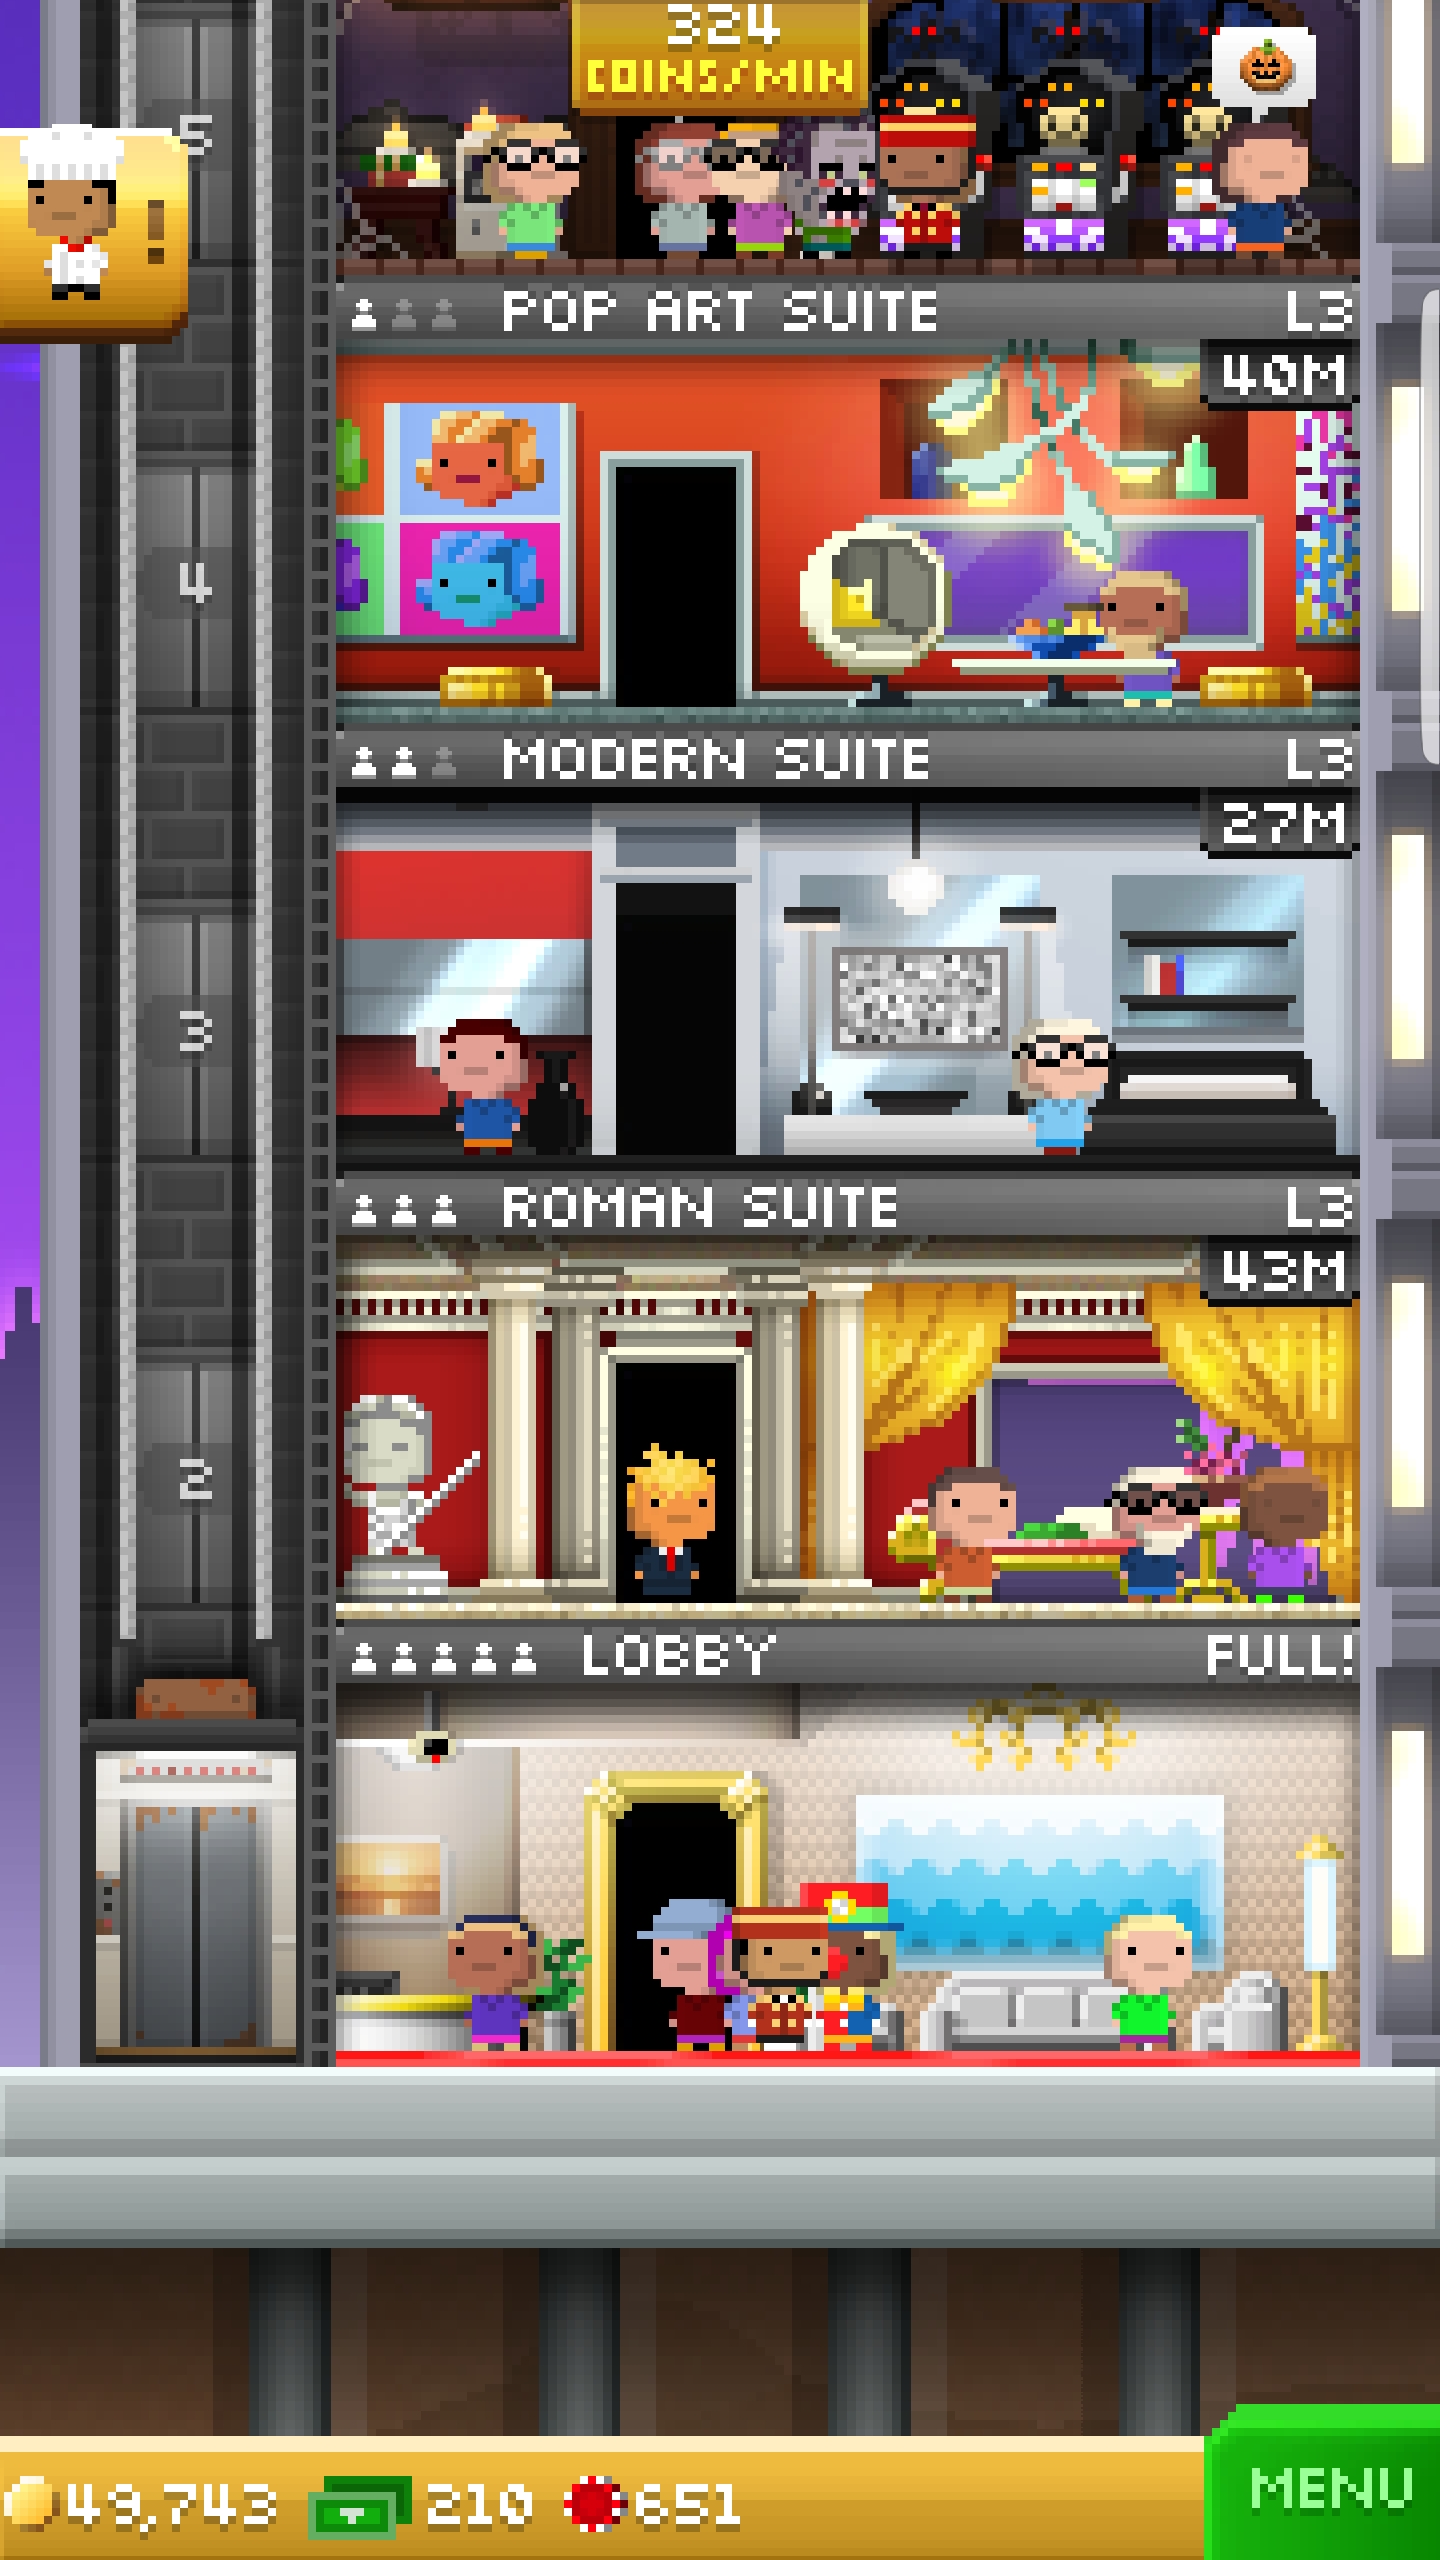 324
COINS/MIN
5
!
POP ART SUITE L3
40M
4
MODERN SUITE L3
27M
3
ROMAN SUITE L3
43M
2
LOBBY FULL!
49,743 210 651
MENU